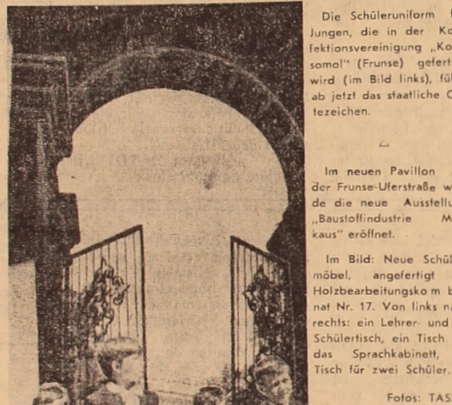 Die Schüleruniform
Jungen, die in der
fektionsvereinigung „Ko
somol" (Frunse) gefert
wird (im Bild links), fü
ab jetzt das staatliche G
tezeichen.
Im neuen Pavillon
der Frunse-Uferstraße w
de die neue Ausstellu
„Baustoffindustrie M
kaus" eröffnet.
Im Bild: Neue Schül
möbel, angefertigt
Holzbearbeitungskom b
nat Nr. 17. Von links na
rechts: ein Lehrer- und
Schülertisch, ein Tisch
das Sprachkabinett,
Tisch für zwei Schüler.
Fotos: TASS